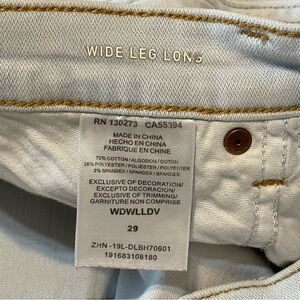 WIDE LEG LONG
RN 130273 CA55394
MADE IN CHINA
HECHO EN CHINA
FABRIQUE EN CHINE
72% COTTON / ALGODON / COTON
26% POLYESTER / POLIESTER / POLYESTER
2% SPANDEX / SPANDEX / SPANDEX
EXCLUSIVE OF DECORATION/
EXCEPTO DECORACION/
EXCLUSIVE OF TRIMMING/
GARNITURE NON COMPRISE
WDWLLDV
29
ZHN -19L-DLBH70601
191683108180